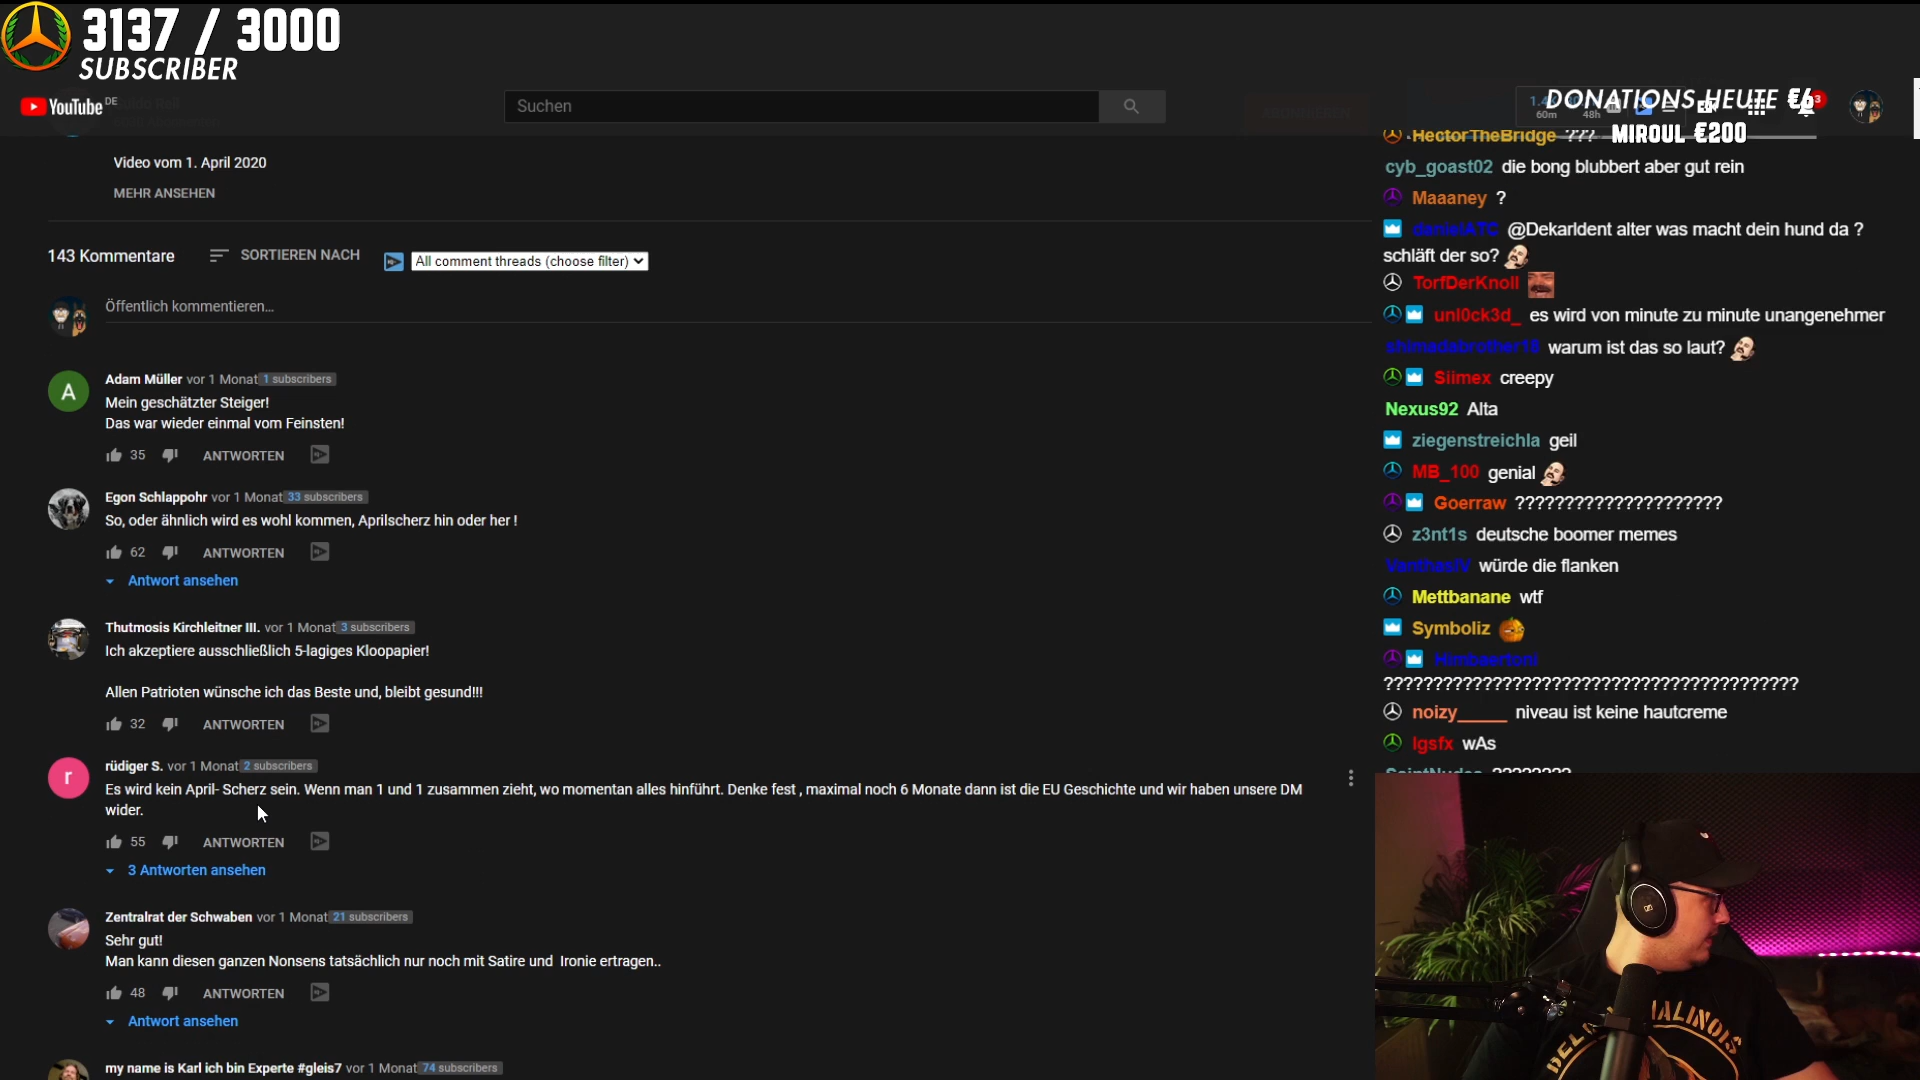 3137 / 3000
SUBSCRIBER
YouTube DE
Suchen
DONATIONS HEUTE €6
MIROUL €200
60m
48h
3
Video vom 1. April 2020
MEHR ANSEHEN
143 Kommentare
SORTIEREN NACH
All comment threads (choose filter)
Öffentlich kommentieren...
A
Adam Müller vor 1 Monat 1 subscribers
Mein geschätzter Steiger!
Das war wieder einmal vom Feinsten!
35 ANTWORTEN
Egon Schlappohr vor 1 Monat 33 subscribers
So, oder ähnlich wird es wohl kommen, Aprilscherz hin oder her !
62 ANTWORTEN
Antwort ansehen
Thutmosis Kirchleitner III. vor 1 Monat 3 subscribers
Ich akzeptiere ausschließlich 5-lagiges Kloopapier!
Allen Patrioten wünsche ich das Beste und, bleibt gesund!!!
32 ANTWORTEN
r
rüdiger S. vor 1 Monat 2 subscribers
Es wird kein April- Scherz sein. Wenn man 1 und 1 zusammen zieht, wo momentan alles hinführt. Denke fest , maximal noch 6 Monate dann ist die EU Geschichte und wir haben unsere DM
wider.
55 ANTWORTEN
3 Antworten ansehen
Zentralrat der Schwaben vor 1 Monat 21 subscribers
Sehr gut!
Man kann diesen ganzen Nonsens tatsächlich nur noch mit Satire und Ironie ertragen..
48 ANTWORTEN
Antwort ansehen
my name is Karl ich bin Experte #gleis7 vor 1 Monat 74 subscribers
HectorTheBridge ???
cyb_goast02 die bong blubbert aber gut rein
Maaaney ?
danielATC @Dekarldent alter was macht dein hund da ?
schläft der so?
TorfDerKnoll
unl0ck3d_ es wird von minute zu minute unangenehmer
shimadabrother18 warum ist das so laut?
Siimex creepy
Nexus92 Alta
ziegenstreichla geil
MB_100 genial
Goerraw ?????????????????????
z3nt1s deutsche boomer memes
VanthasiV würde die flanken
Mettbanane wtf
Symboliz
Himbaertoni
??????????????????????????????????????????
noizy_____ niveau ist keine hautcreme
lgsfx wAs